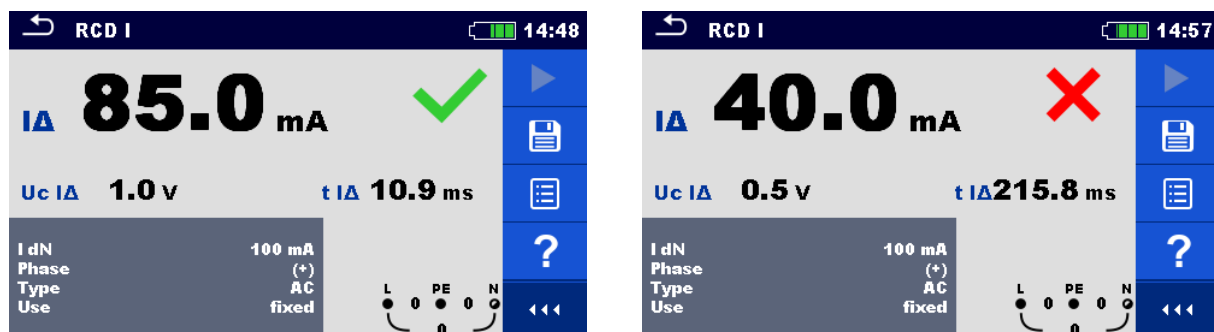 RCD I 14:48
IΔ 85.0 mA
Uc IΔ 1.0 V t IΔ 10.9 ms
I dN 100 mA
Phase (+)
Type AC
Use fixed
L PE N
0 0
0
?
RCD I 14:57
IΔ 40.0 mA
Uc IΔ 0.5 V t IΔ215.8 ms
I dN 100 mA
Phase (+)
Type AC
Use fixed
L PE N
0 0
0
?